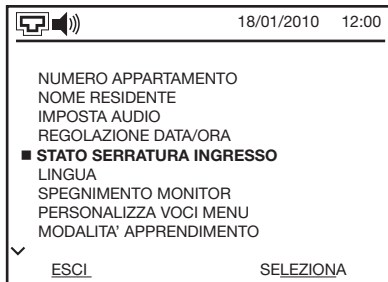 18/01/2010 12:00
NUMERO APPARTAMENTO
NOME RESIDENTE
IMPOSTA AUDIO
REGOLAZIONE DATA/ORA
STATO SERRATURA INGRESSO
LINGUA
SPEGNIMENTO MONITOR
PERSONALIZZA VOCI MENU
MODALITA' APPRENDIMENTO
ESCI SELEZIONA